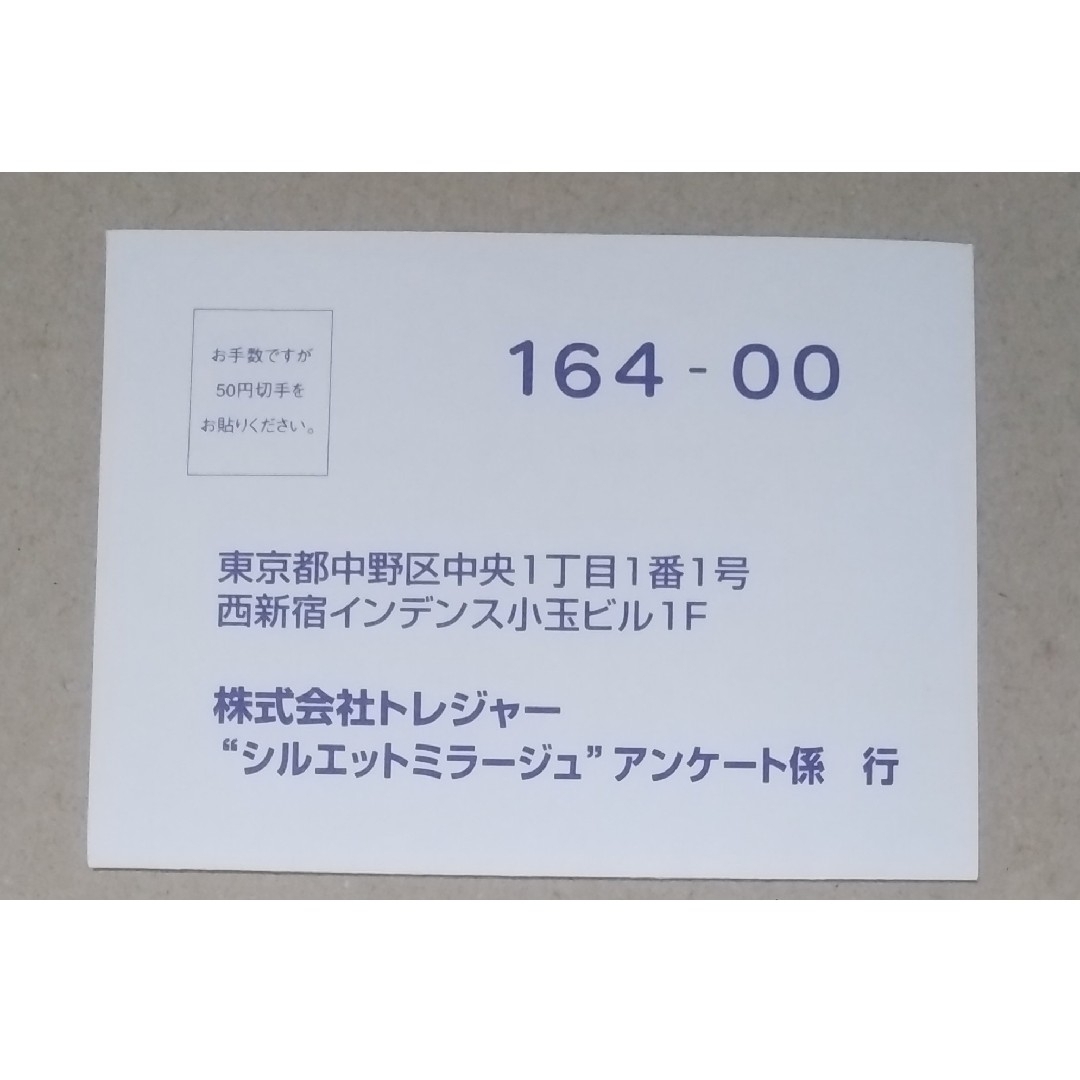 お手数ですが
50円切手を
お貼りください。
164-00
東京都中野区中央1丁目1番1号
西新宿インデンス小玉ビル1F
株式会社トレジャー
“シルエットミラージュ”アンケート係　行